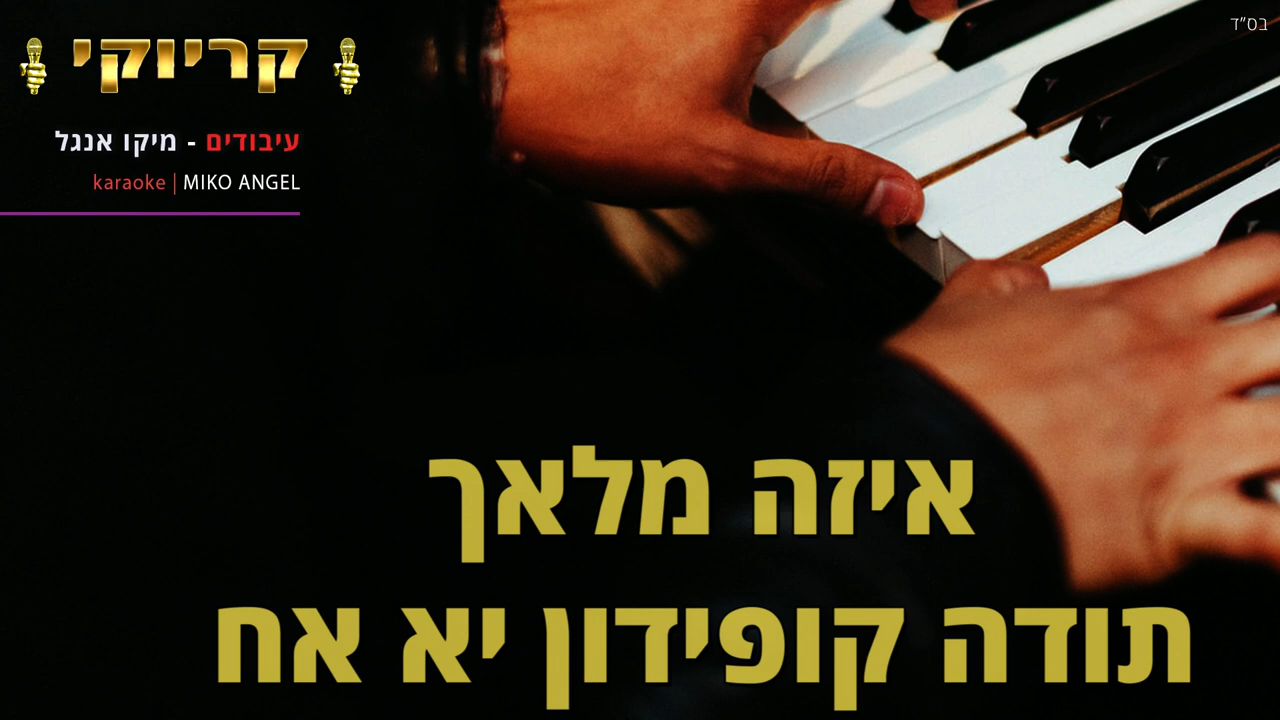 בס"ד
קריוקי
עיבודים - מיקו אנגל
karaoke | MIKO ANGEL
איזה מלאך
תודה קופידון יא אח